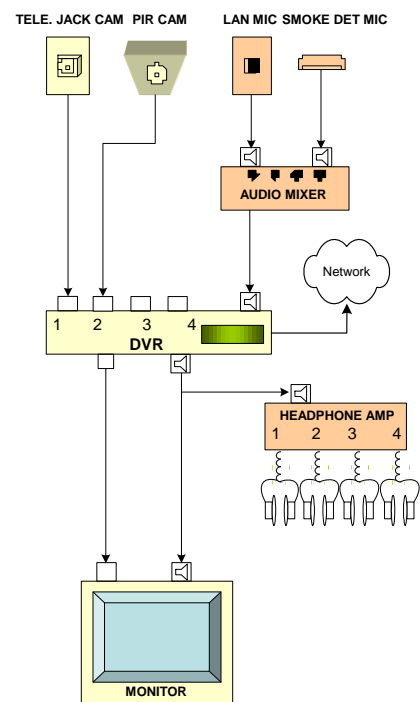 TELE. JACK CAM PIR CAM LAN MIC SMOKE DET MIC
AUDIO MIXER
Network
1 2 3 4
DVR
HEADPHONE AMP
1 2 3 4
MONITOR